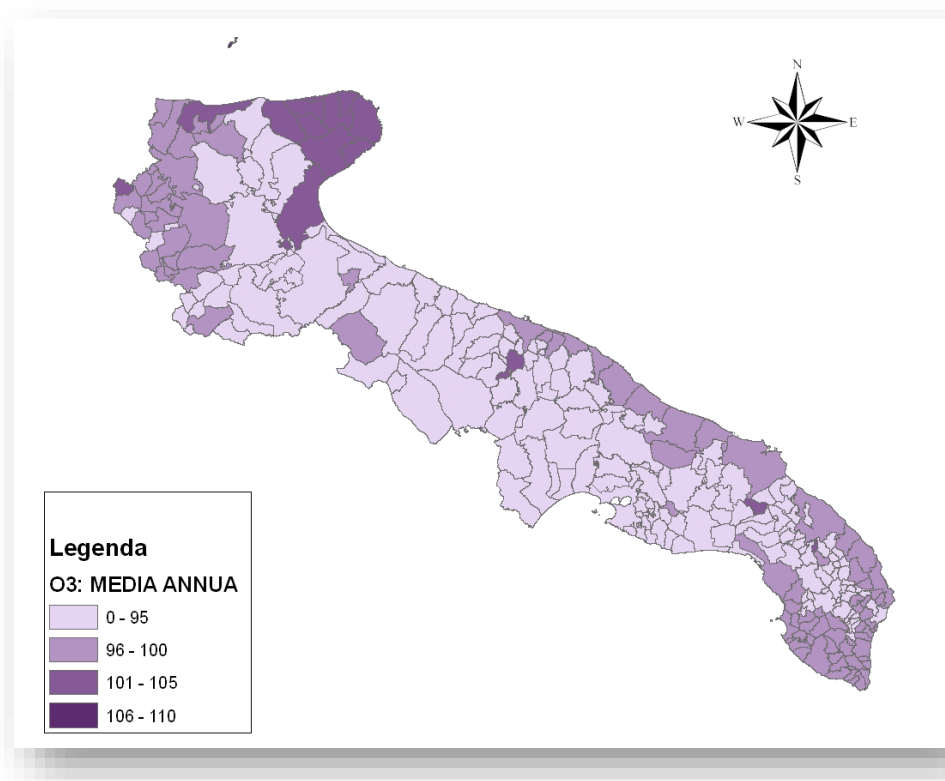 N
W E
S
Legenda
O3: MEDIA ANNUA
0 - 95
96 - 100
101 - 105
106 - 110